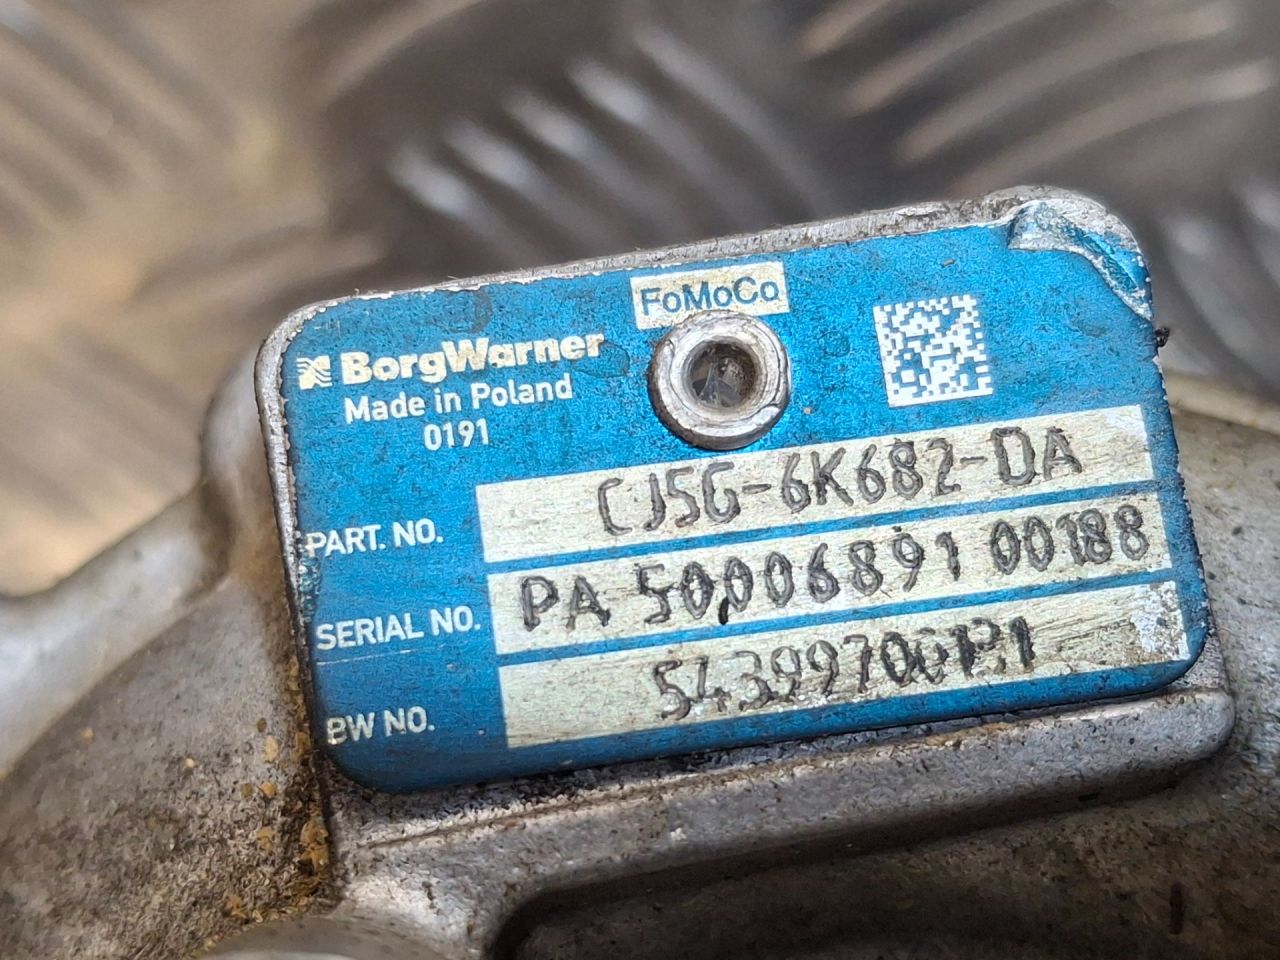 FoMoCo
BorgWarner
Made in Poland
0191
PART. NO. CJ5G-6K682-DA
SERIAL NO. PA 50006891 00188
BW NO.